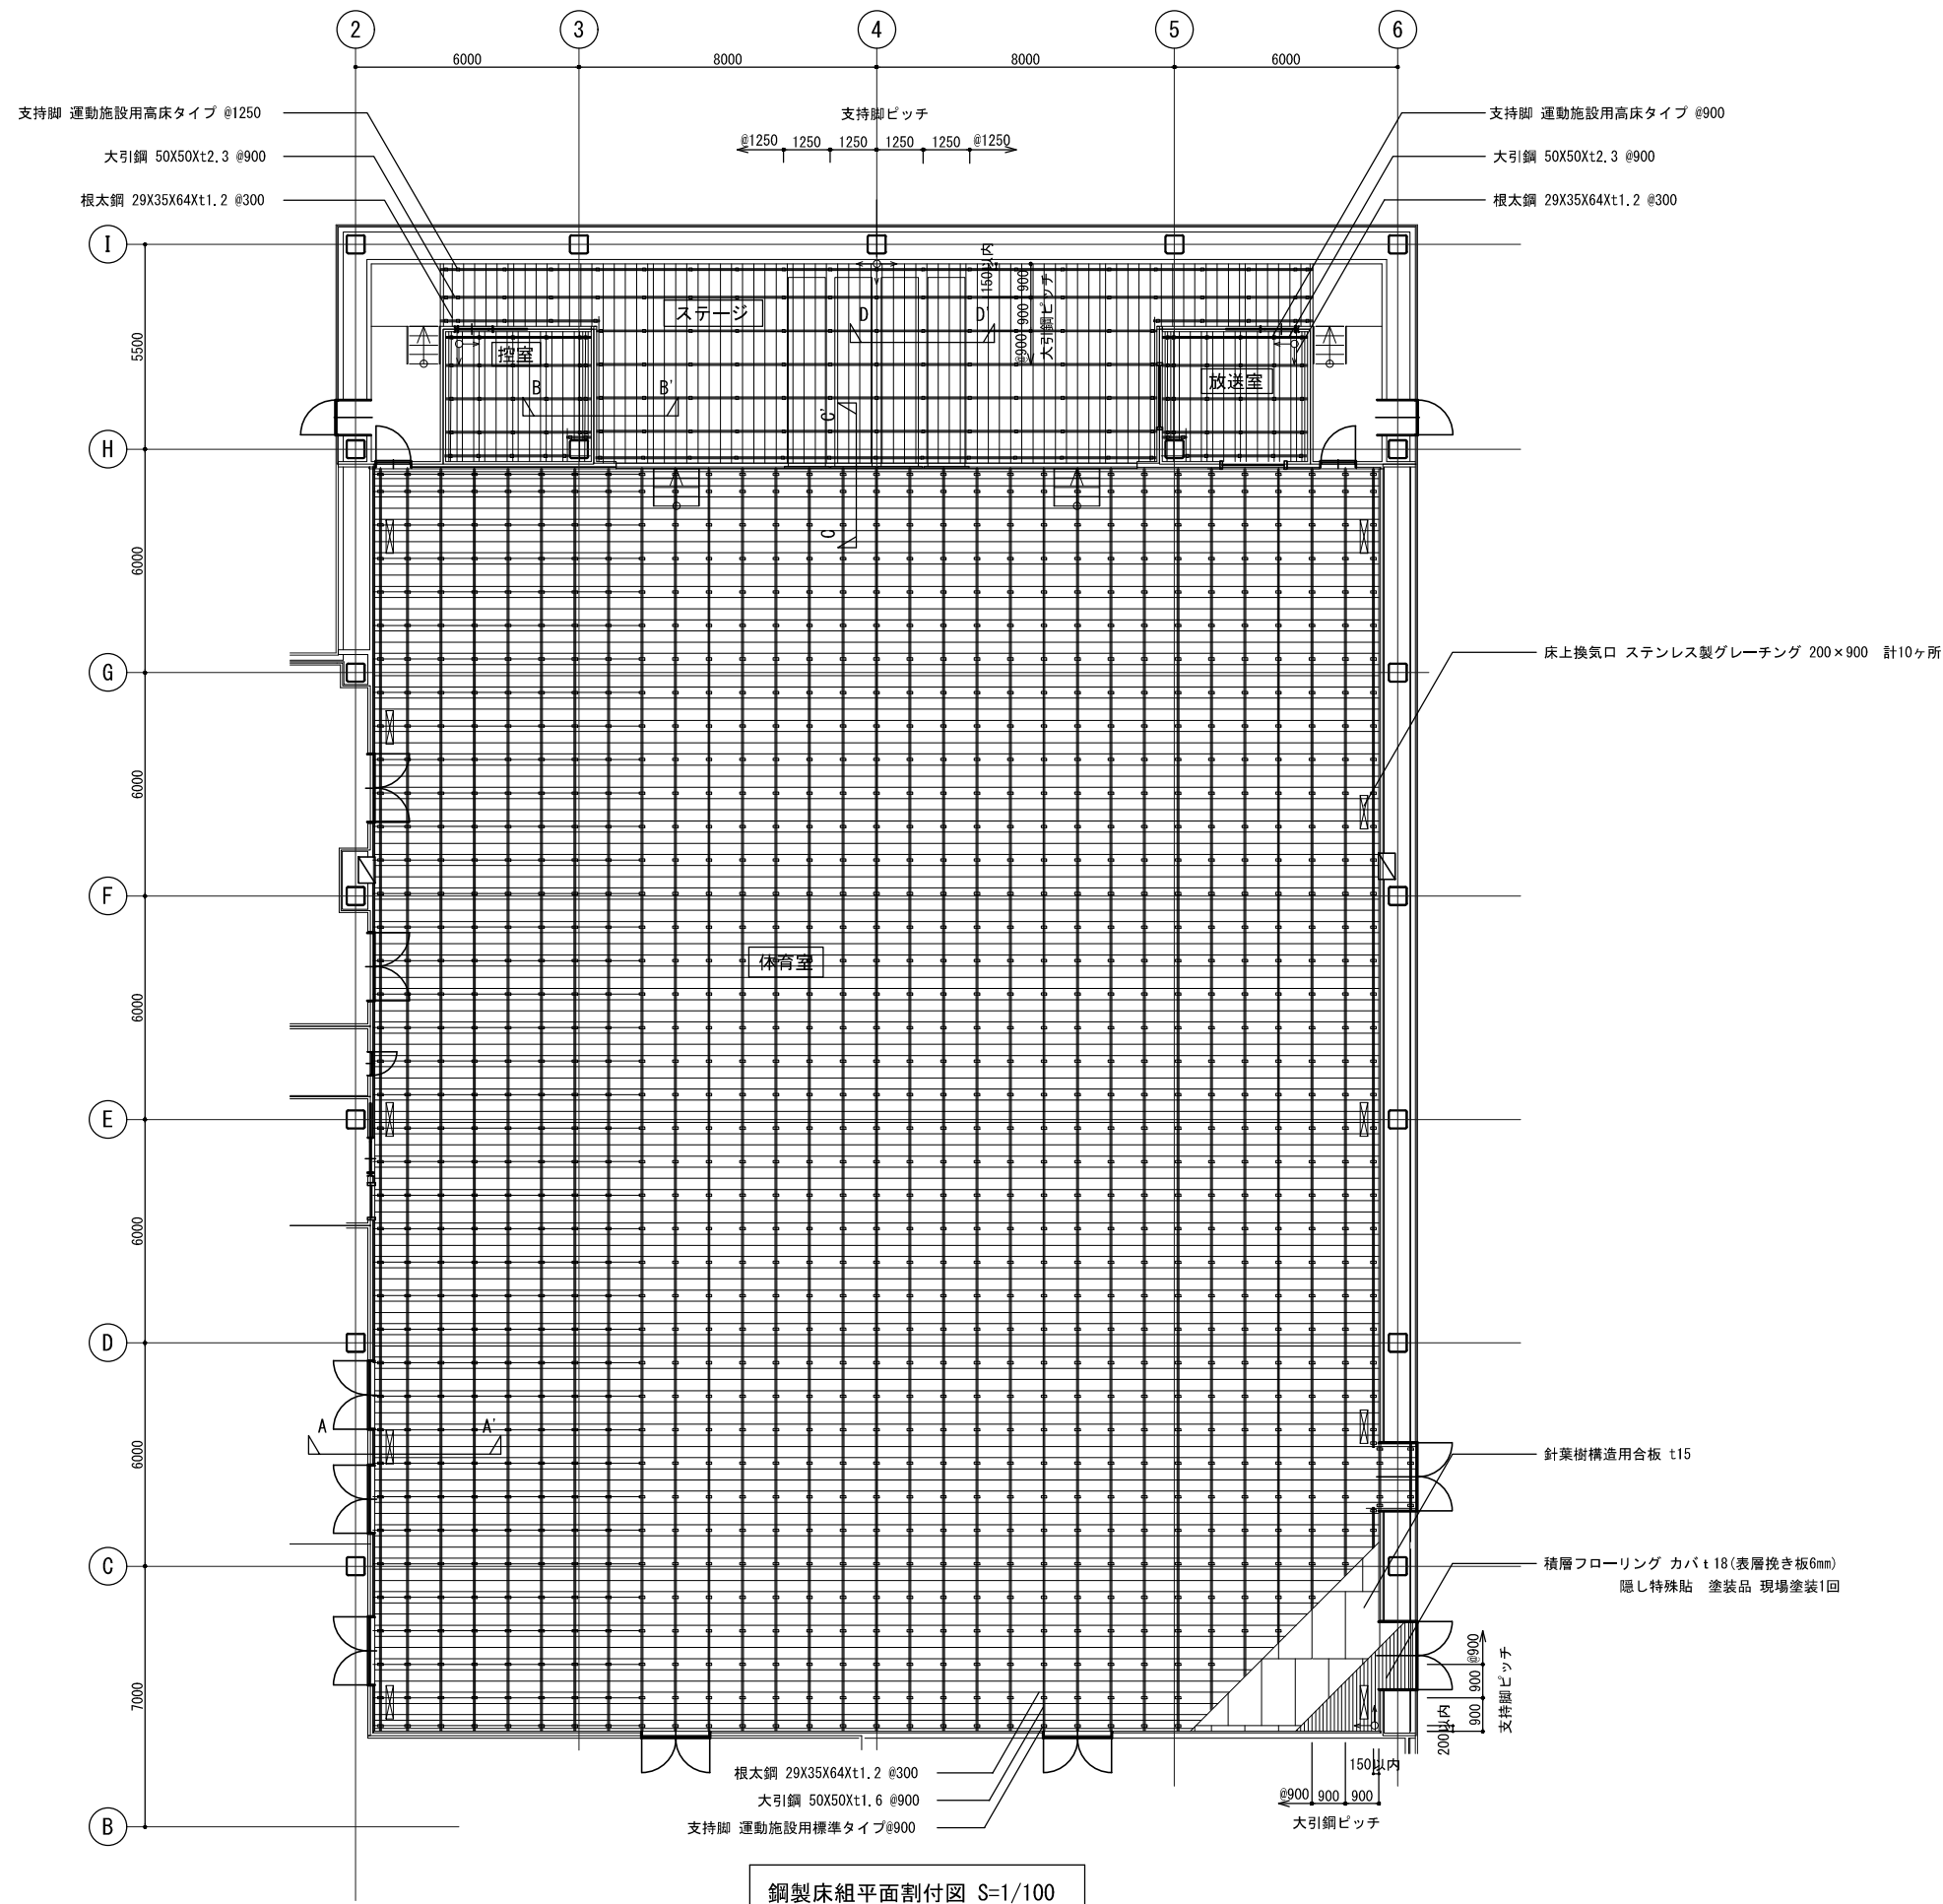 2 3 4 5 6
6000 8000 8000 6000
支持脚 運動施設用高床タイプ @1250
大引鋼 50X50Xt2.3 @900
根太鋼 29X35X64Xt1.2 @300
支持脚ピッチ
@1250 1250 1250 1250 1250 @1250
支持脚 運動施設用高床タイプ @900
大引鋼 50X50Xt2.3 @900
根太鋼 29X35X64Xt1.2 @300
I
H
G
F
E
D
C
B
5500
6000
6000
6000
6000
6000
7000
ステージ
控室
放送室
D D'
B B'
C'
C
150以内
@900 900 900
大引鋼ピッチ
床上換気口 ステンレス製グレーチング 200×900 計10ヶ所
体育室
A A'
針葉樹構造用合板 t15
積層フローリング カバt18(表層挽き板6mm)
隠し特殊貼 塗装品 現場塗装1回
900 900 @900
支持脚ピッチ
200以内
150以内
@900 900 900
大引鋼ピッチ
根太鋼 29X35X64Xt1.2 @300
大引鋼 50X50Xt1.6 @900
支持脚 運動施設用標準タイプ@900
鋼製床組平面割付図 S=1/100